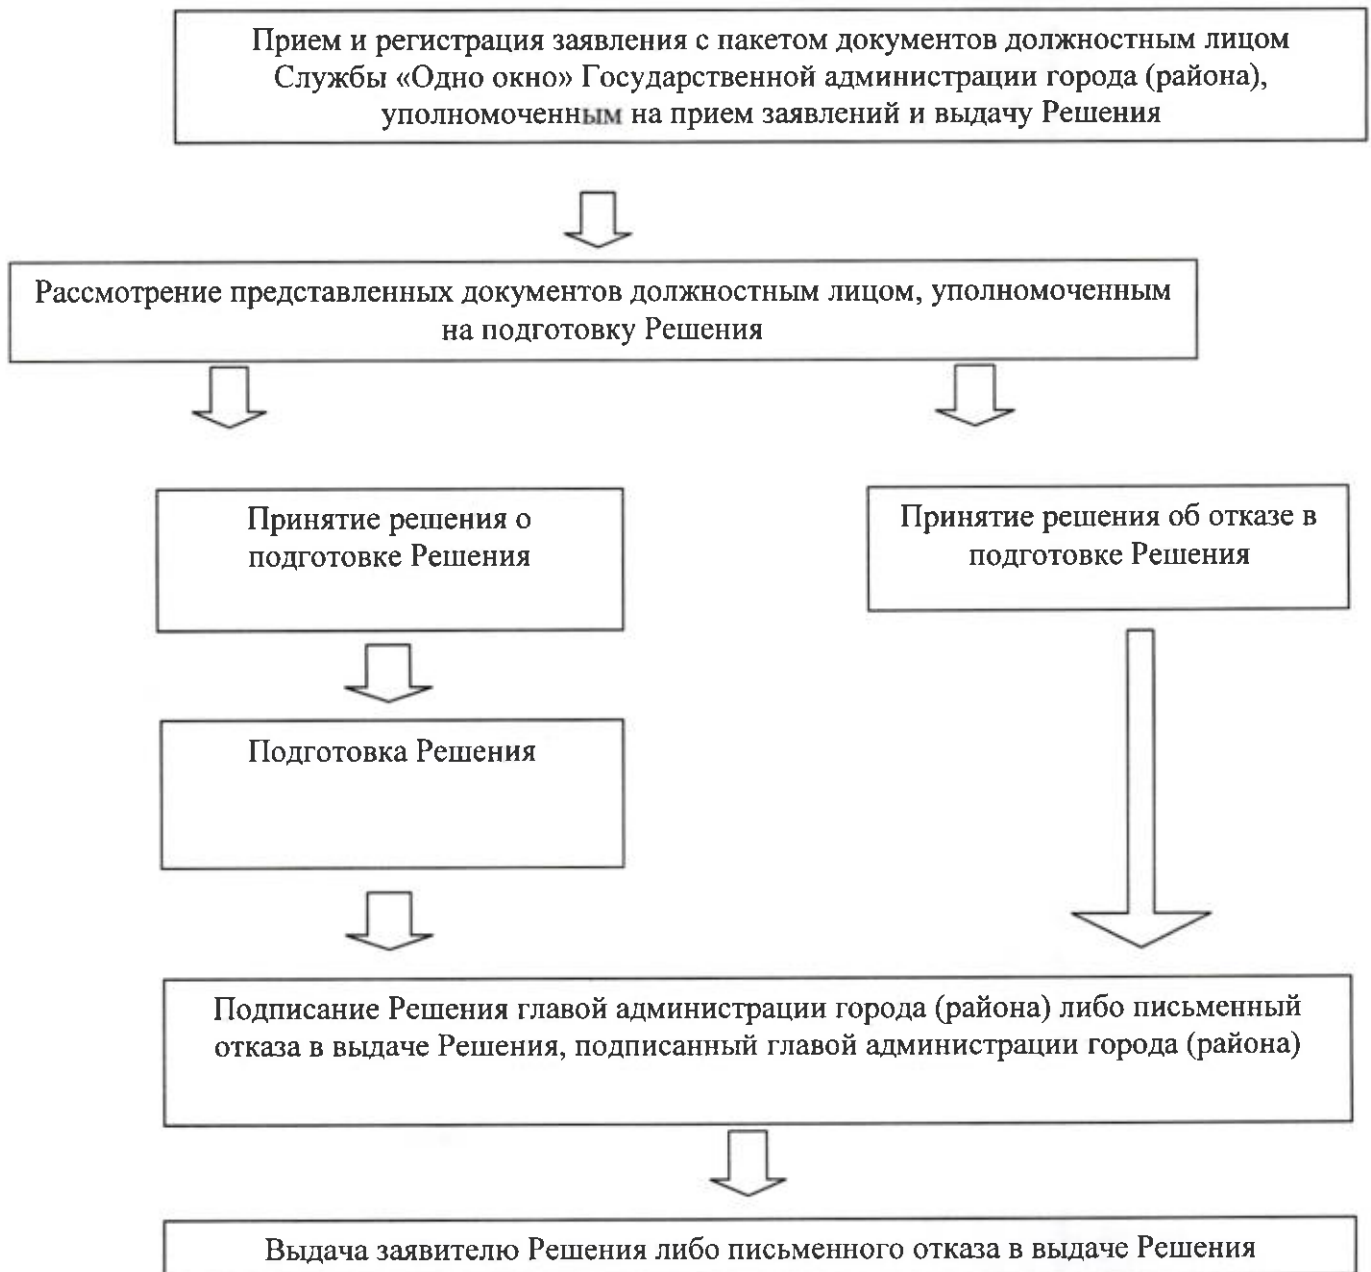 Прием и регистрация заявления с пакетом документов должностным лицом
Службы «Одно окно» Государственной администрации города (района),
уполномоченным на прием заявлений и выдачу Решения
Рассмотрение представленных документов должностным лицом, уполномоченным
на подготовку Решения
Принятие решения о
подготовке Решения
Принятие решения об отказе в
подготовке Решения
Подготовка Решения
Подписание Решения главой администрации города (района) либо письменный
отказа в выдаче Решения, подписанный главой администрации города (района)
Выдача заявителю Решения либо письменного отказа в выдаче Решения